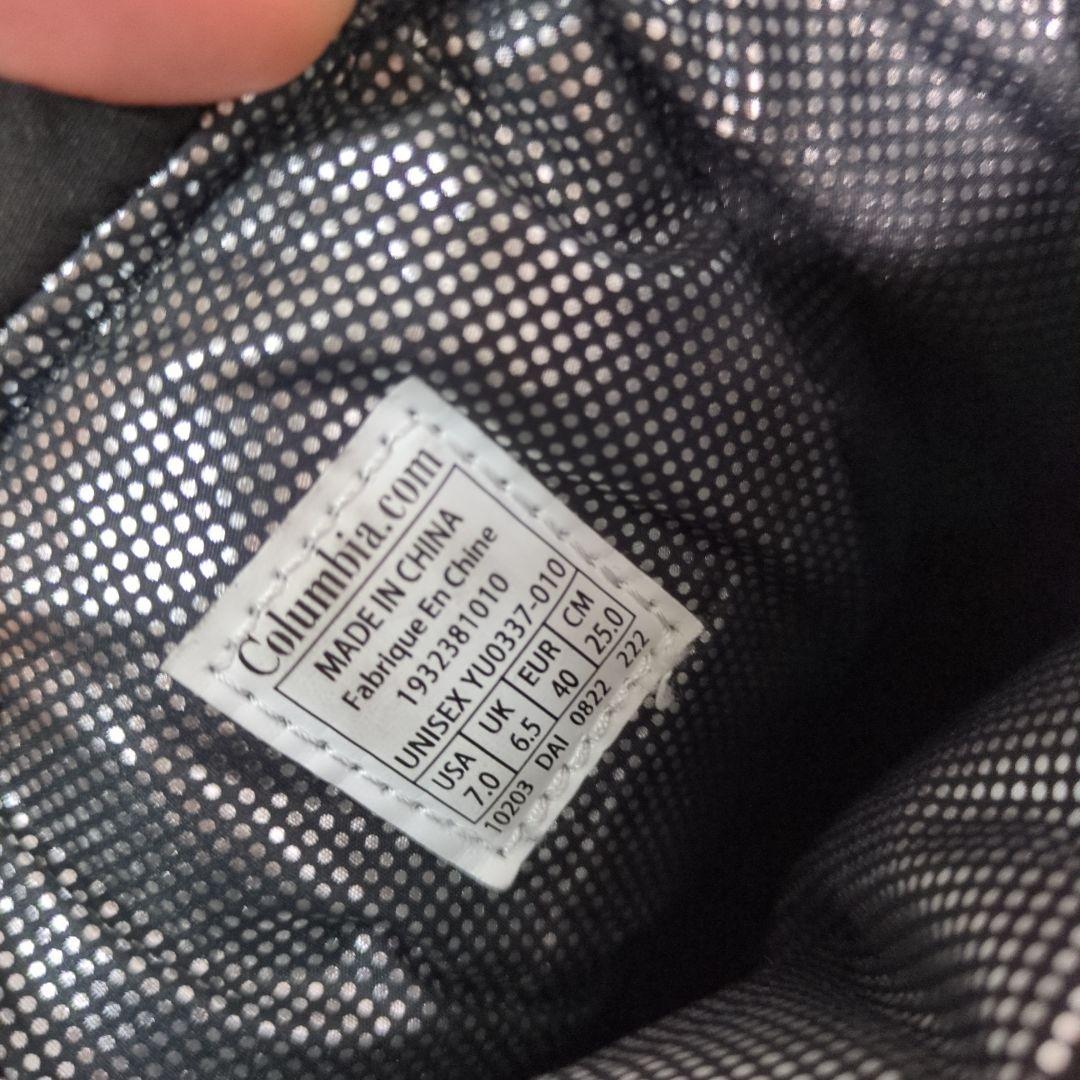 Columbia.com
MADE IN CHINA
Fabrique En Chine
1932381010
UNISEX YU0337-010
USA UK EUR CM
7.0 6.5 40 25.0
10203 DAI 0822 222